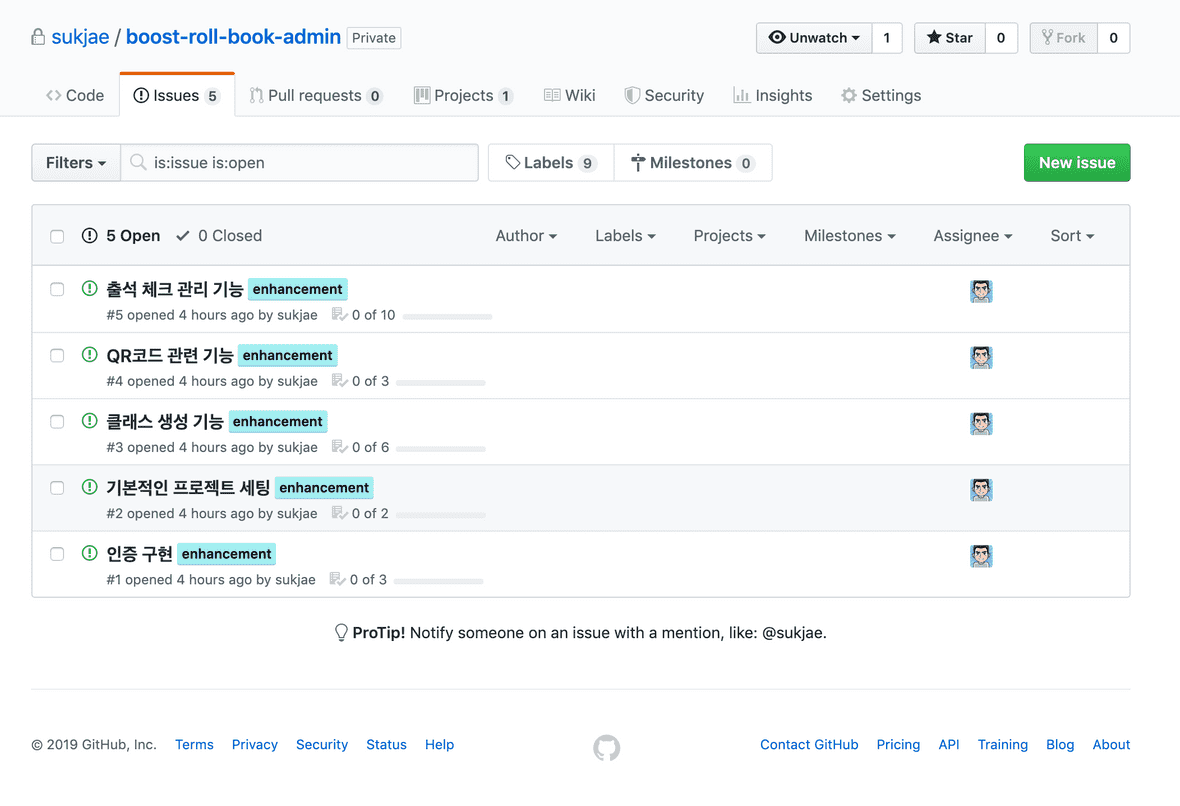 sukjae / boost-roll-book-admin Private Unwatch 1 Star 0 Fork 0
Code Issues 5 Pull requests 0 Projects 1 Wiki Security Insights Settings
Filters is:issue is:open Labels 9 Milestones 0 New issue
5 Open 0 Closed Author Labels Projects Milestones Assignee Sort
출석 체크 관리 기능 enhancement
#5 opened 4 hours ago by sukjae 0 of 10
QR코드 관련 기능 enhancement
#4 opened 4 hours ago by sukjae 0 of 3
클래스 생성 기능 enhancement
#3 opened 4 hours ago by sukjae 0 of 6
기본적인 프로젝트 세팅 enhancement
#2 opened 4 hours ago by sukjae 0 of 2
인증 구현 enhancement
#1 opened 4 hours ago by sukjae 0 of 3
ProTip! Notify someone on an issue with a mention, like: @sukjae.
© 2019 GitHub, Inc. Terms Privacy Security Status Help Contact GitHub Pricing API Training Blog About